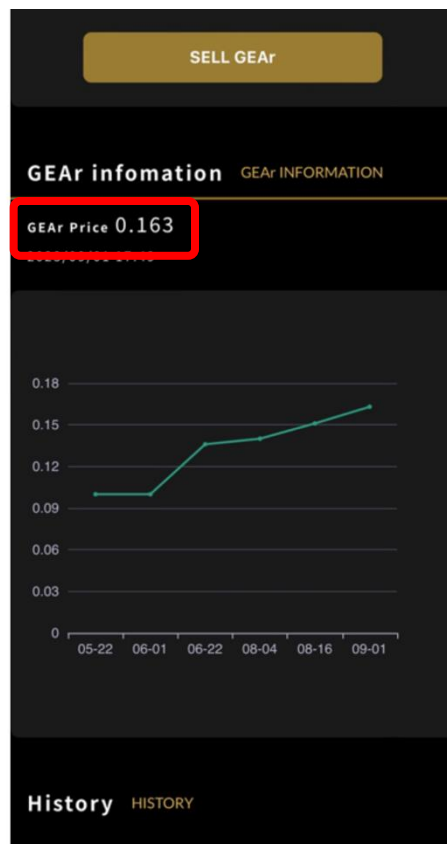 SELL GEAr
GEAr infomation GEAr INFORMATION
GEAr Price 0.163
0.18
0.15
0.12
0.09
0.06
0.03
0
05-22 06-01 06-22 08-04 08-16 09-01
History HISTORY